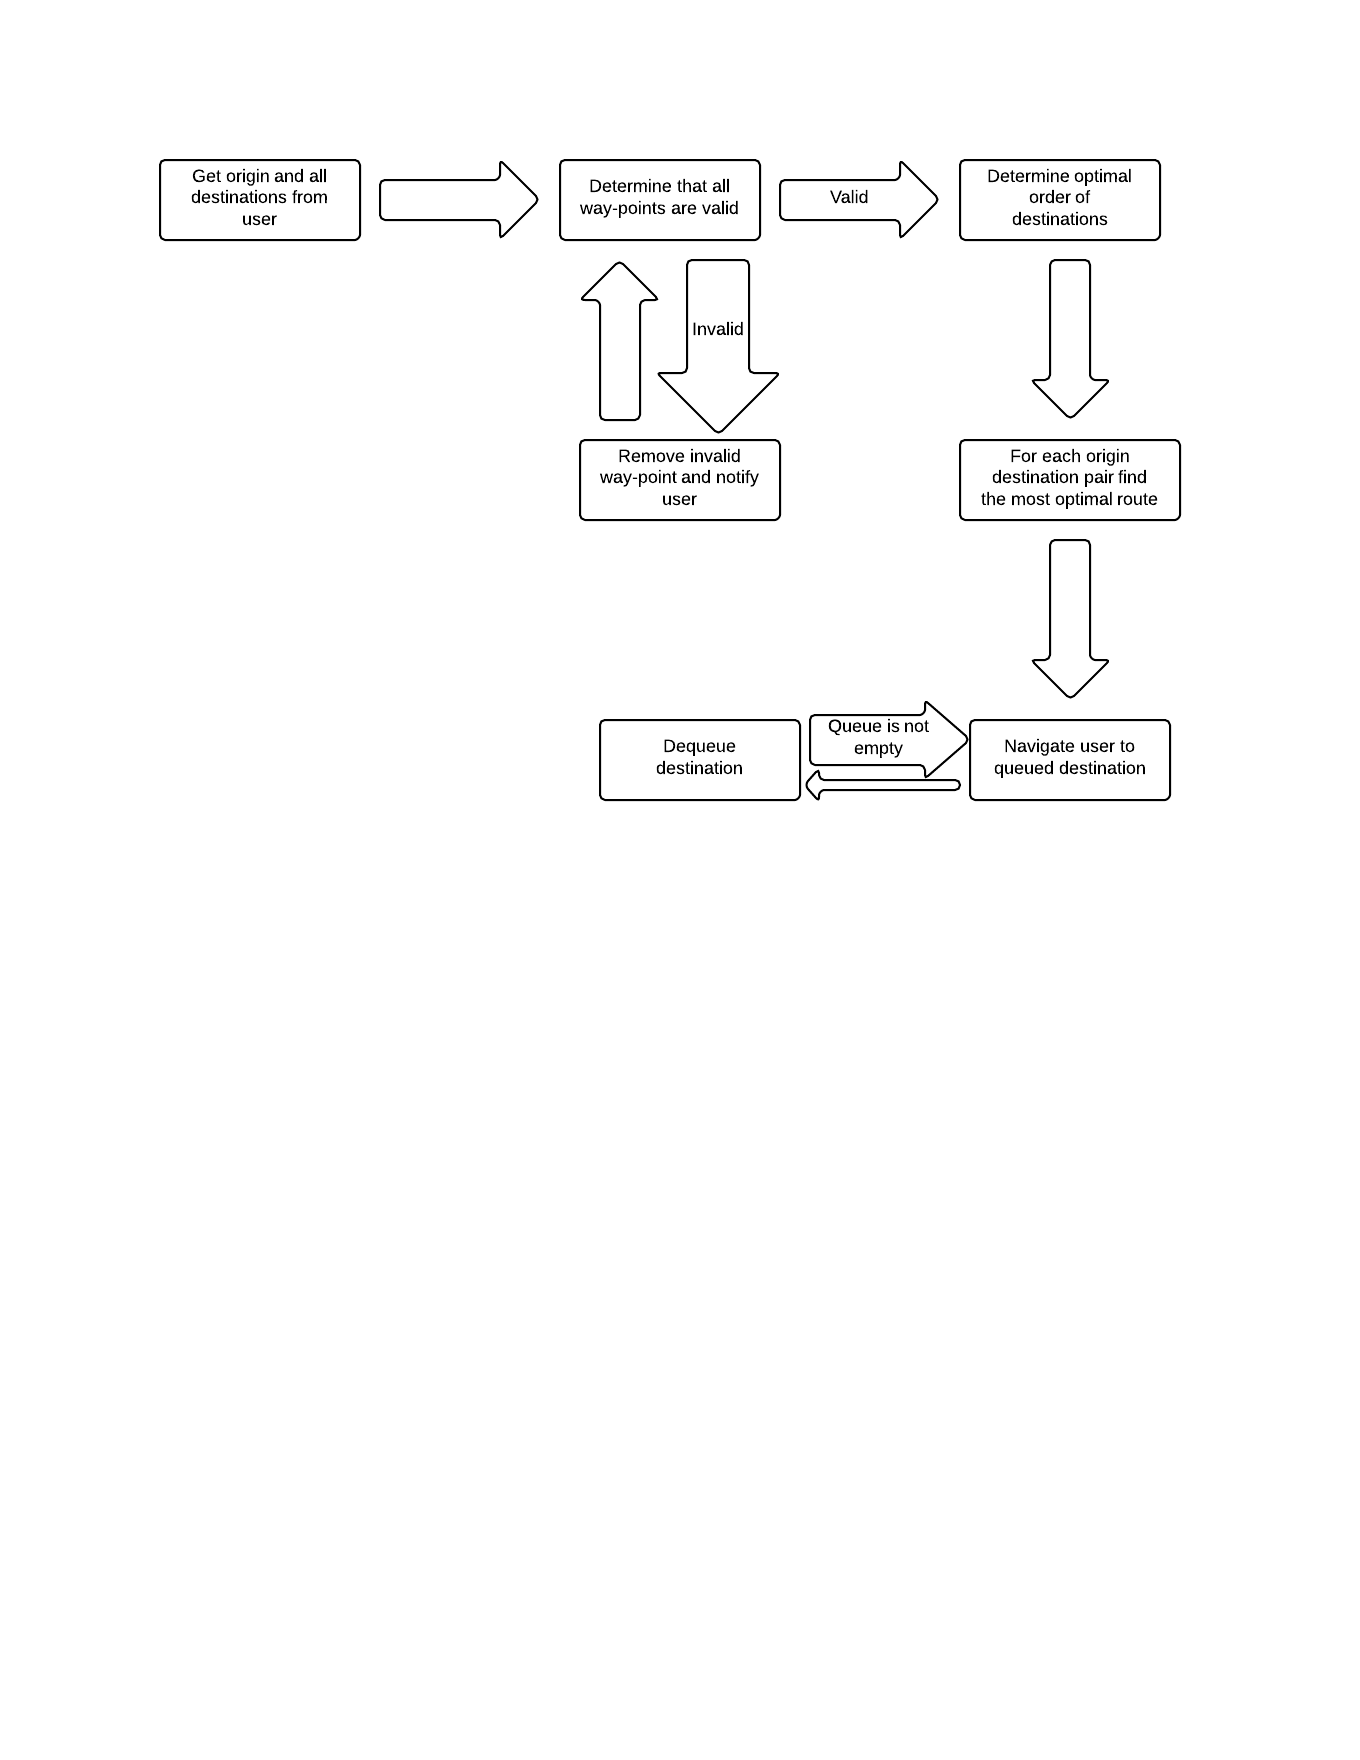 Get origin and all
destinations from
user
Determine that all
way-points are valid
Valid
Determine optimal
order of
destinations
Invalid
Remove invalid
way-point and notify
user
For each origin
destination pair find
the most optimal route
Dequeue
destination
Queue is not
empty
Navigate user to
queued destination